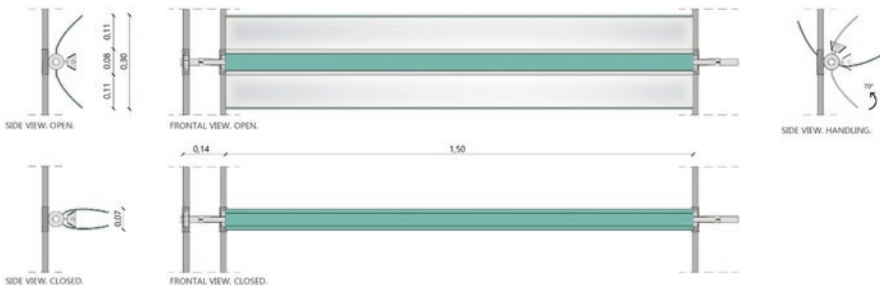 0,11
0,08
0,30
0,11
SIDE VIEW. OPEN.
FRONTAL VIEW. OPEN.
70°
SIDE VIEW. HANDLING.
0,14
1,50
0,07
SIDE VIEW. CLOSED.
FRONTAL VIEW. CLOSED.